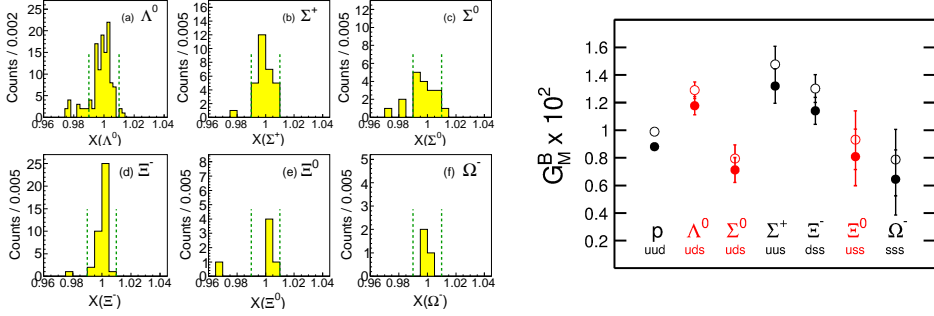 Counts / 0.002
25
20
15
10
5
0
(a) Λ⁰
0.96 0.98 1 1.02 1.04
X(Λ⁰)
Counts / 0.005
16
14
12
10
8
6
4
2
0
(b) Σ⁺
0.96 0.98 1 1.02 1.04
X(Σ⁺)
Counts / 0.005
14
12
10
8
6
4
2
0
(c) Σ⁰
0.96 0.98 1 1.02 1.04
X(Σ⁰)
Counts / 0.005
25
20
15
10
5
0
(d) Ξ⁻
0.96 0.98 1 1.02 1.04
X(Ξ⁻)
Counts / 0.005
8
7
6
5
4
3
2
1
0
(e) Ξ⁰
0.96 0.98 1 1.02 1.04
X(Ξ⁰)
Counts / 0.005
5
4
3
2
1
0
(f) Ω⁻
0.96 0.98 1 1.02 1.04
X(Ω⁻)
G_M^B x 10²
1.6
1.4
1.2
1.0
0.8
0.6
0.4
0.2
p Λ⁰ Σ⁰ Σ⁺ Ξ⁻ Ξ⁰ Ω⁻
uud uds uds uus dss uss sss